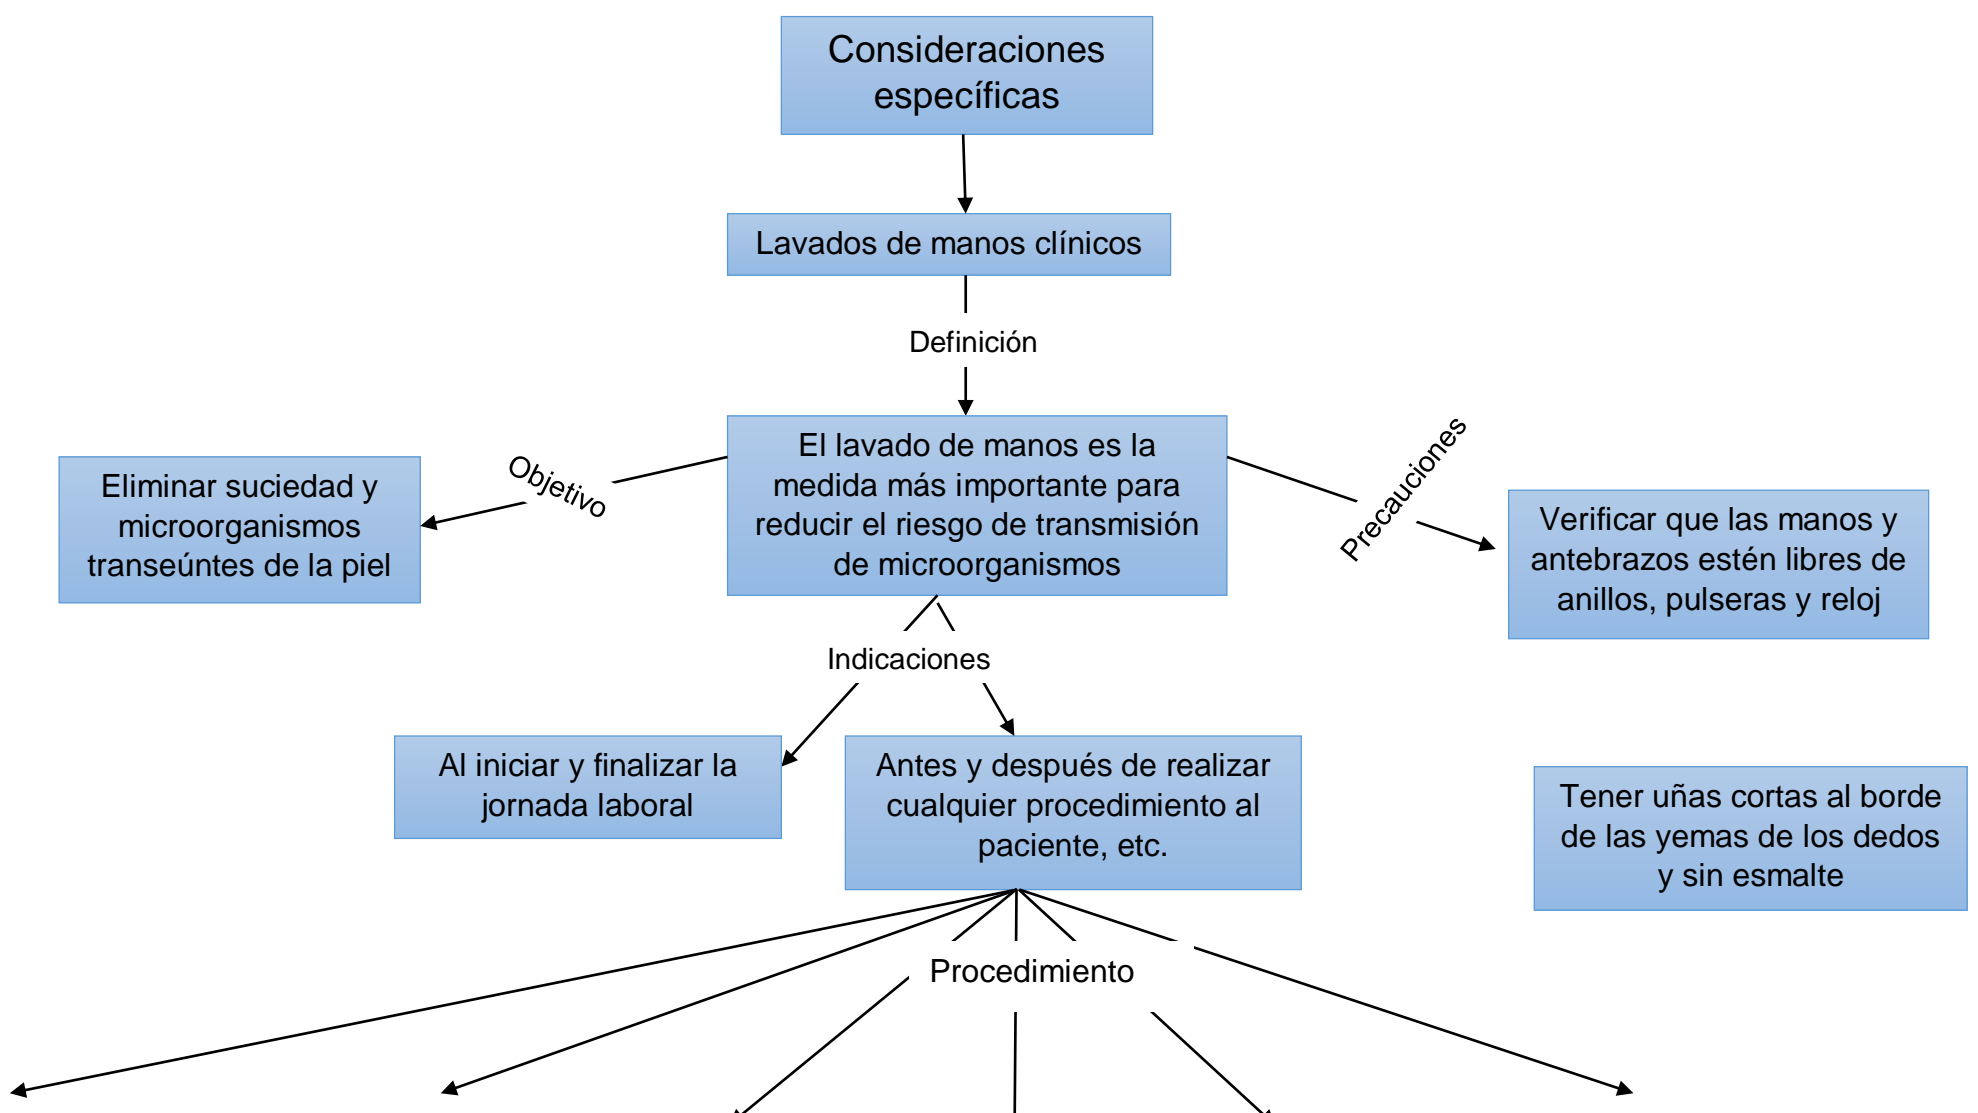 Consideraciones
específicas
Lavados de manos clínicos
Definición
El lavado de manos es la
medida más importante para
reducir el riesgo de transmisión
de microorganismos
Objetivo
Eliminar suciedad y
microorganismos
transeúntes de la piel
Precauciones
Verificar que las manos y
antebrazos estén libres de
anillos, pulseras y reloj
Indicaciones
Al iniciar y finalizar la
jornada laboral
Antes y después de realizar
cualquier procedimiento al
paciente, etc.
Tener uñas cortas al borde
de las yemas de los dedos
y sin esmalte
Procedimiento